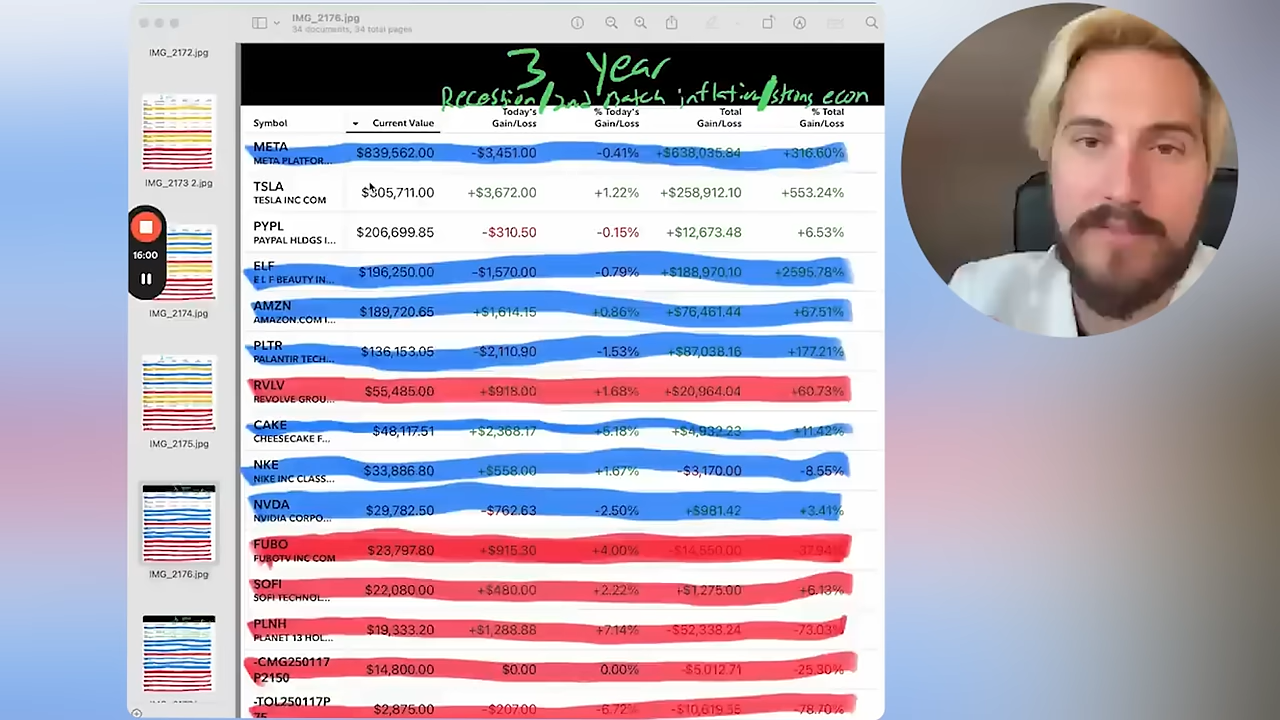 IMG_2176.jpg
34 documents, 34 total pages
IMG_2172.jpg
IMG_2173 2.jpg
16:00
IMG_2174.jpg
IMG_2175.jpg
IMG_2176.jpg
3 year
Recession/2nd match inflation/strong econ
Symbol Current Value Today's Gain/Loss % Today's Gain/Loss Total Gain/Loss % Total Gain/Loss
META $839,562.00 -$3,451.00 -0.41% +$638,035.84 +316.60%
META PLATFOR...
TSLA $305,711.00 +$3,672.00 +1.22% +$258,912.10 +553.24%
TESLA INC COM
PYPL $206,699.85 -$310.50 -0.15% +$12,673.48 +6.53%
PAYPAL HLDGS I...
ELF $196,250.00 -$1,570.00 -0.79% +$188,970.10 +2595.78%
E L F BEAUTY IN...
AMZN $189,720.65 +$1,614.15 +0.86% +$76,461.44 +67.51%
AMAZON.COM I...
PLTR $136,153.05 -$2,110.90 -1.53% +$87,038.16 +177.21%
PALANTIR TECH...
RVLV $55,485.00 +$918.00 +1.68% +$20,964.04 +60.73%
REVOLVE GROU...
CAKE $48,117.51 +$2,368.17 +5.18% +$4,932.23 +11.42%
CHEESECAKE F...
NKE $33,886.80 +$558.00 +1.67% -$3,170.00 -8.55%
NIKE INC CLASS...
NVDA $29,782.50 -$762.63 -2.50% +$981.42 +3.41%
NVIDIA CORPO...
FUBO $23,797.80 +$915.30 +4.00% -$14,550.00 -37.94%
FUBOTV INC COM
SOFI $22,080.00 +$480.00 +2.22% +$1,275.00 +6.13%
SOFI TECHNOL...
PLNH +$1,288.88 +7.14% -$52,338.24 -73.03%
PLANET 13 HOL...
-CMG250117 $14,800.00 $0.00 0.00% -$5,012.71 -25.30%
P2150
-TOL250117P $2,875.00 -$207.00 -6.72% -$10,619.55 -78.70%
75